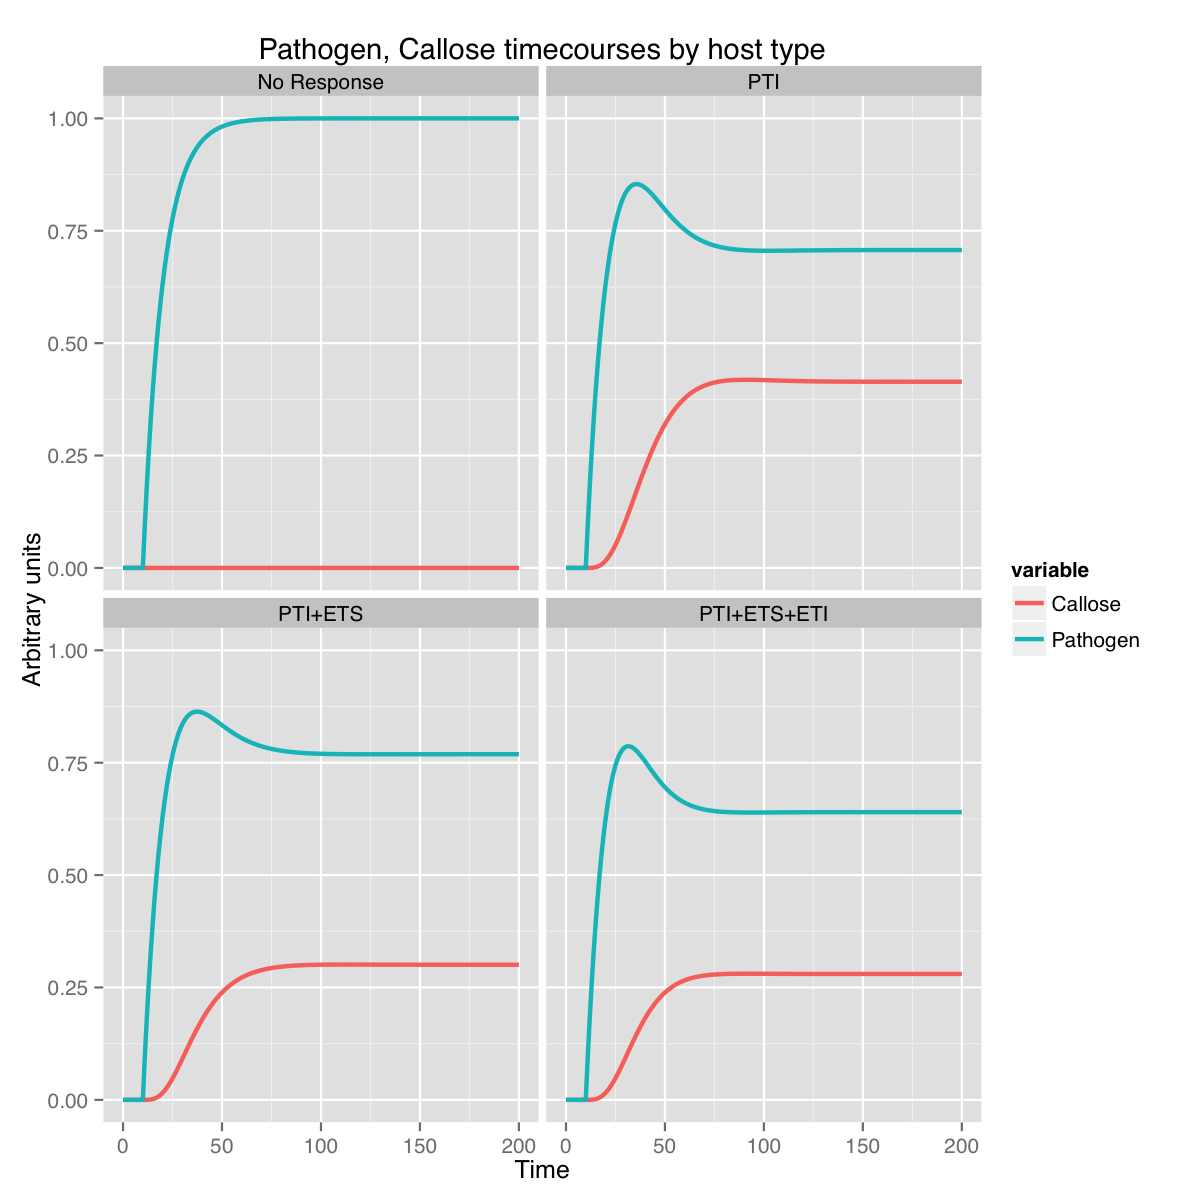 Pathogen, Callose timecourses by host type
No Response
PTI
1.00
0.75
0.50
0.25
0.00
Arbitrary units
PTI+ETS
PTI+ETS+ETI
1.00
0.75
0.50
0.25
0.00
0 50 100 150 200
0 50 100 150 200
Time
variable
Callose
Pathogen